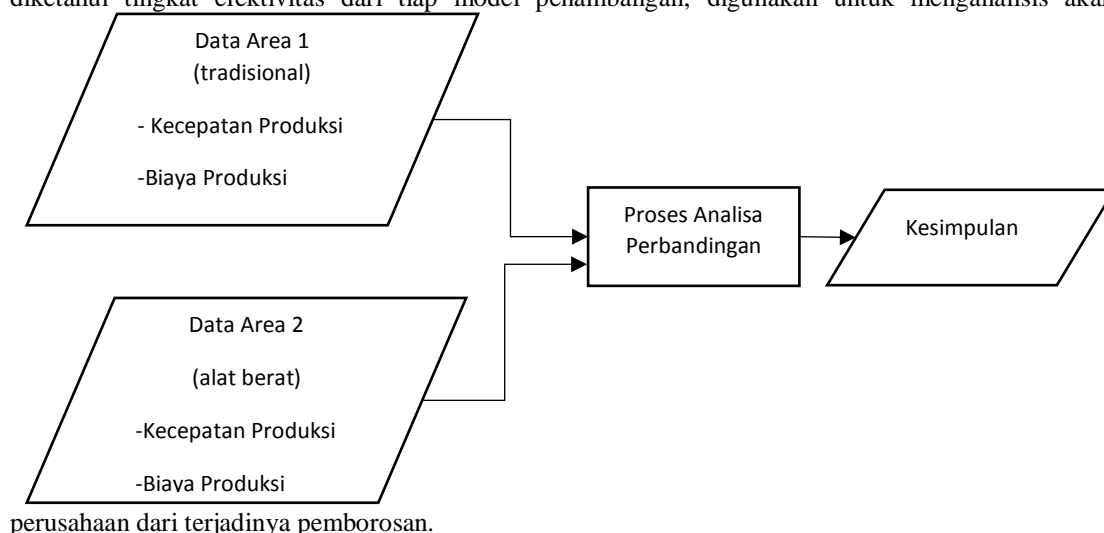 diketahui tingkat efektivitas dari tiap model penambangan, digunakan untuk menganalisis akan
Data Area 1
(tradisional)
- Kecepatan Produksi
-Biaya Produksi
Data Area 2
(alat berat)
-Kecepatan Produksi
-Biaya Produksi
Proses Analisa
Perbandingan
Kesimpulan
perusahaan dari terjadinya pemborosan.